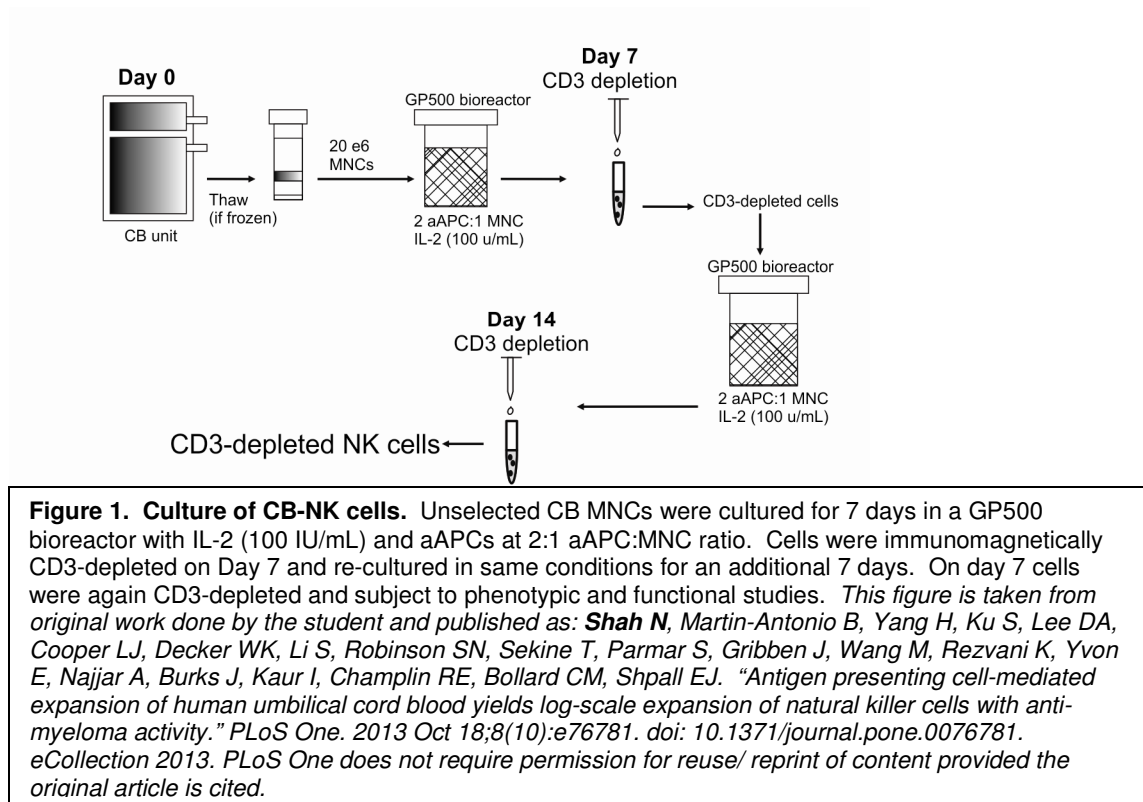 Day 0
CB unit
Thaw
(if frozen)
20 e6
MNCs
GP500 bioreactor
2 aAPC:1 MNC
IL-2 (100 u/mL)
Day 7
CD3 depletion
CD3-depleted cells
GP500 bioreactor
2 aAPC:1 MNC
IL-2 (100 u/mL)
Day 14
CD3 depletion
CD3-depleted NK cells
Figure 1. Culture of CB-NK cells. Unselected CB MNCs were cultured for 7 days in a GP500
bioreactor with IL-2 (100 IU/mL) and aAPCs at 2:1 aAPC:MNC ratio. Cells were immunomagnetically
CD3-depleted on Day 7 and re-cultured in same conditions for an additional 7 days. On day 7 cells
were again CD3-depleted and subject to phenotypic and functional studies. This figure is taken from
original work done by the student and published as: Shah N, Martin-Antonio B, Yang H, Ku S, Lee DA,
Cooper LJ, Decker WK, Li S, Robinson SN, Sekine T, Parmar S, Gribben J, Wang M, Rezvani K, Yvon
E, Najjar A, Burks J, Kaur I, Champlin RE, Bollard CM, Shpall EJ. “Antigen presenting cell-mediated
expansion of human umbilical cord blood yields log-scale expansion of natural killer cells with anti-
myeloma activity.” PLoS One. 2013 Oct 18;8(10):e76781. doi: 10.1371/journal.pone.0076781.
eCollection 2013. PLoS One does not require permission for reuse/ reprint of content provided the
original article is cited.